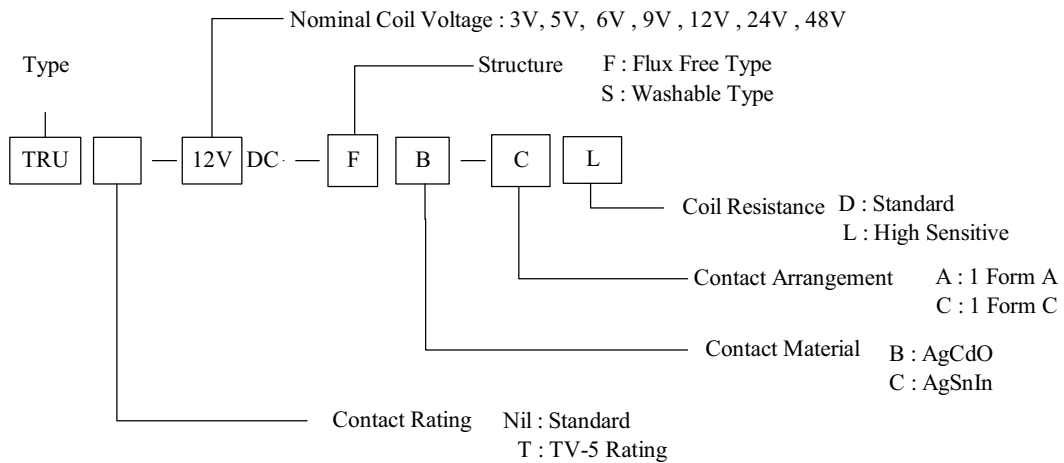 Nominal Coil Voltage : 3V, 5V, 6V , 9V , 12V , 24V , 48V
Type
Structure F : Flux Free Type
S : Washable Type
TRU 12V DC F B C L
Coil Resistance D : Standard
L : High Sensitive
Contact Arrangement A : 1 Form A
C : 1 Form C
Contact Material B : AgCdO
C : AgSnIn
Contact Rating Nil : Standard
T : TV-5 Rating